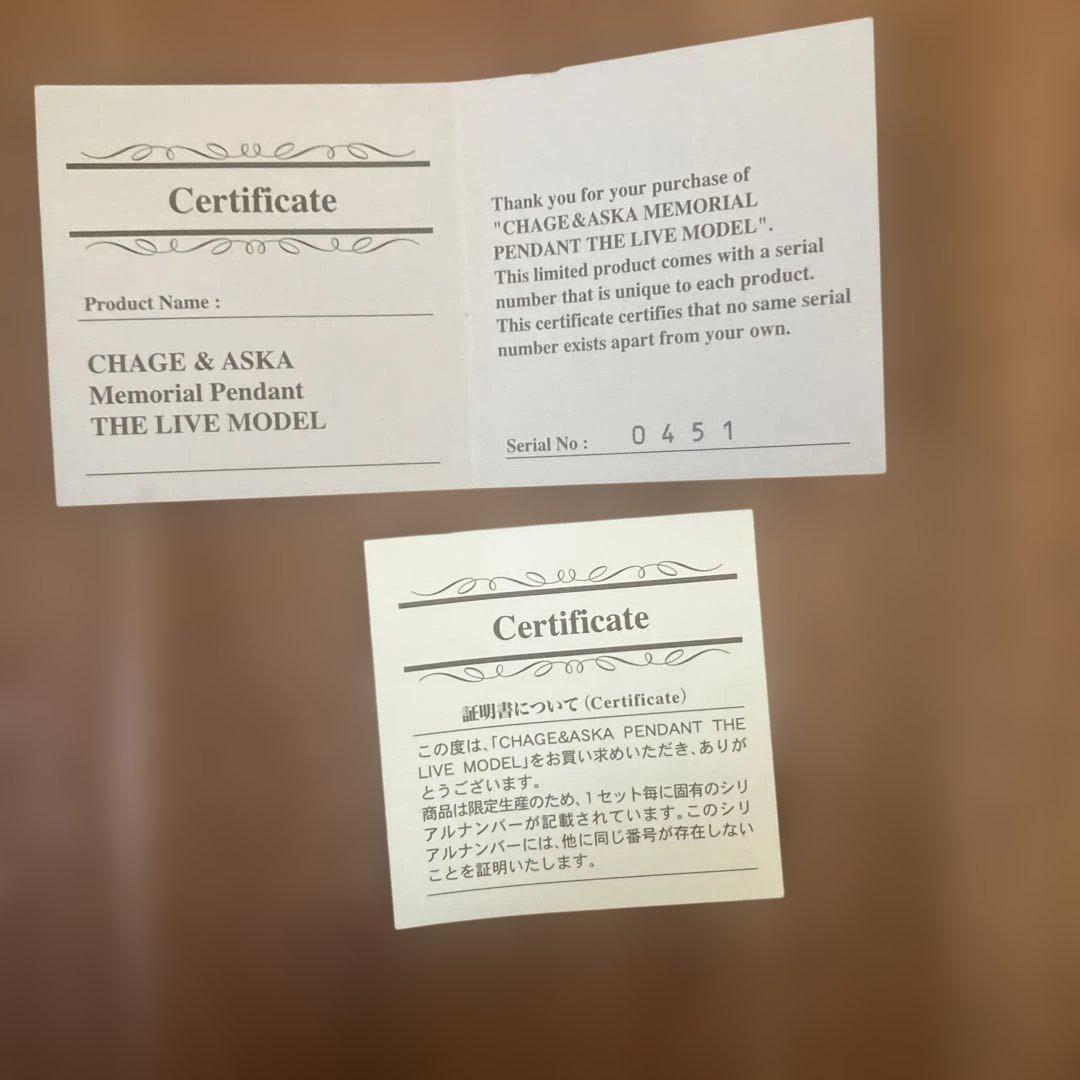 Certificate
Product Name :
CHAGE & ASKA
Memorial Pendant
THE LIVE MODEL
Thank you for your purchase of
"CHAGE&ASKA MEMORIAL
PENDANT THE LIVE MODEL".
This limited product comes with a serial
number that is unique to each product.
This certificate certifies that no same serial
number exists apart from your own.
Serial No : 0451
Certificate
証明書について(Certificate)
この度は、「CHAGE&ASKA PENDANT THE
LIVE MODEL」をお買い求めいただき、ありが
とうございます。
商品は限定生産のため、1セット毎に固有のシリ
アルナンバーが記載されています。このシリ
アルナンバーには、他に同じ番号が存在しない
ことを証明いたします。